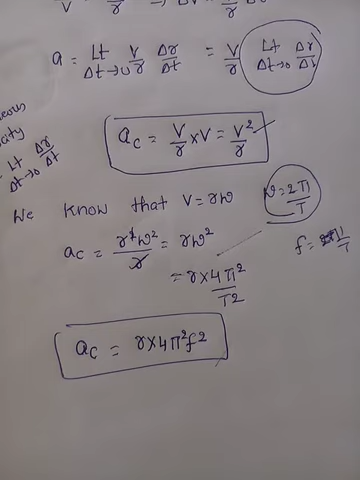 a = Lt Δt→0 V/r Δr/Δt = V/r Lt Δt→0 Δr/Δt
city
Lt Δt→0 Δr/Δt
ac = V/r × V = V²/r
We know that V = rω
ω = 2π/T
ac = r²ω²/r = rω²
f = 1/T
= r×4π²/T2
ac = r×4π²f²